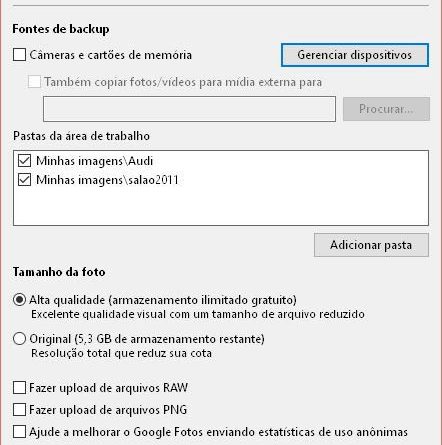 Fontes de backup
Câmeras e cartões de memória
Gerenciar dispositivos
Também copiar fotos/vídeos para mídia externa para
Procurar...
Pastas da área de trabalho
Minhas imagens\Audi
Minhas imagens\salao2011
Adicionar pasta
Tamanho da foto
Alta qualidade (armazenamento ilimitado gratuito)
Excelente qualidade visual com um tamanho de arquivo reduzido
Original (5,3 GB de armazenamento restante)
Resolução total que reduz sua cota
Fazer upload de arquivos RAW
Fazer upload de arquivos PNG
Ajude a melhorar o Google Fotos enviando estatísticas de uso anônimas